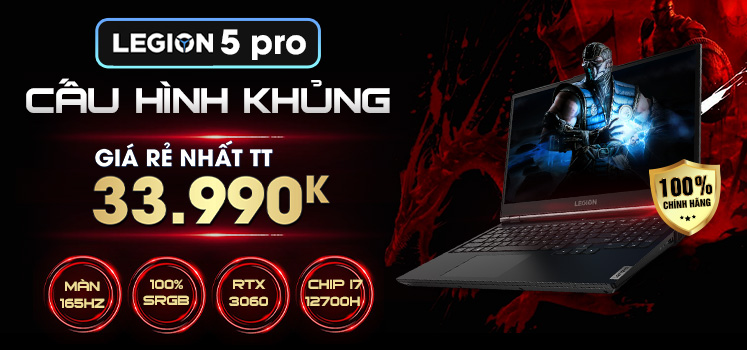 LEGION 5 pro
CẤU HÌNH KHỦNG
GIÁ RẺ NHẤT TT
33.990K
MÀN
165HZ
100%
SRGB
RTX
3060
CHIP I7
12700H
LEGION
100%
CHÍNH HÃNG